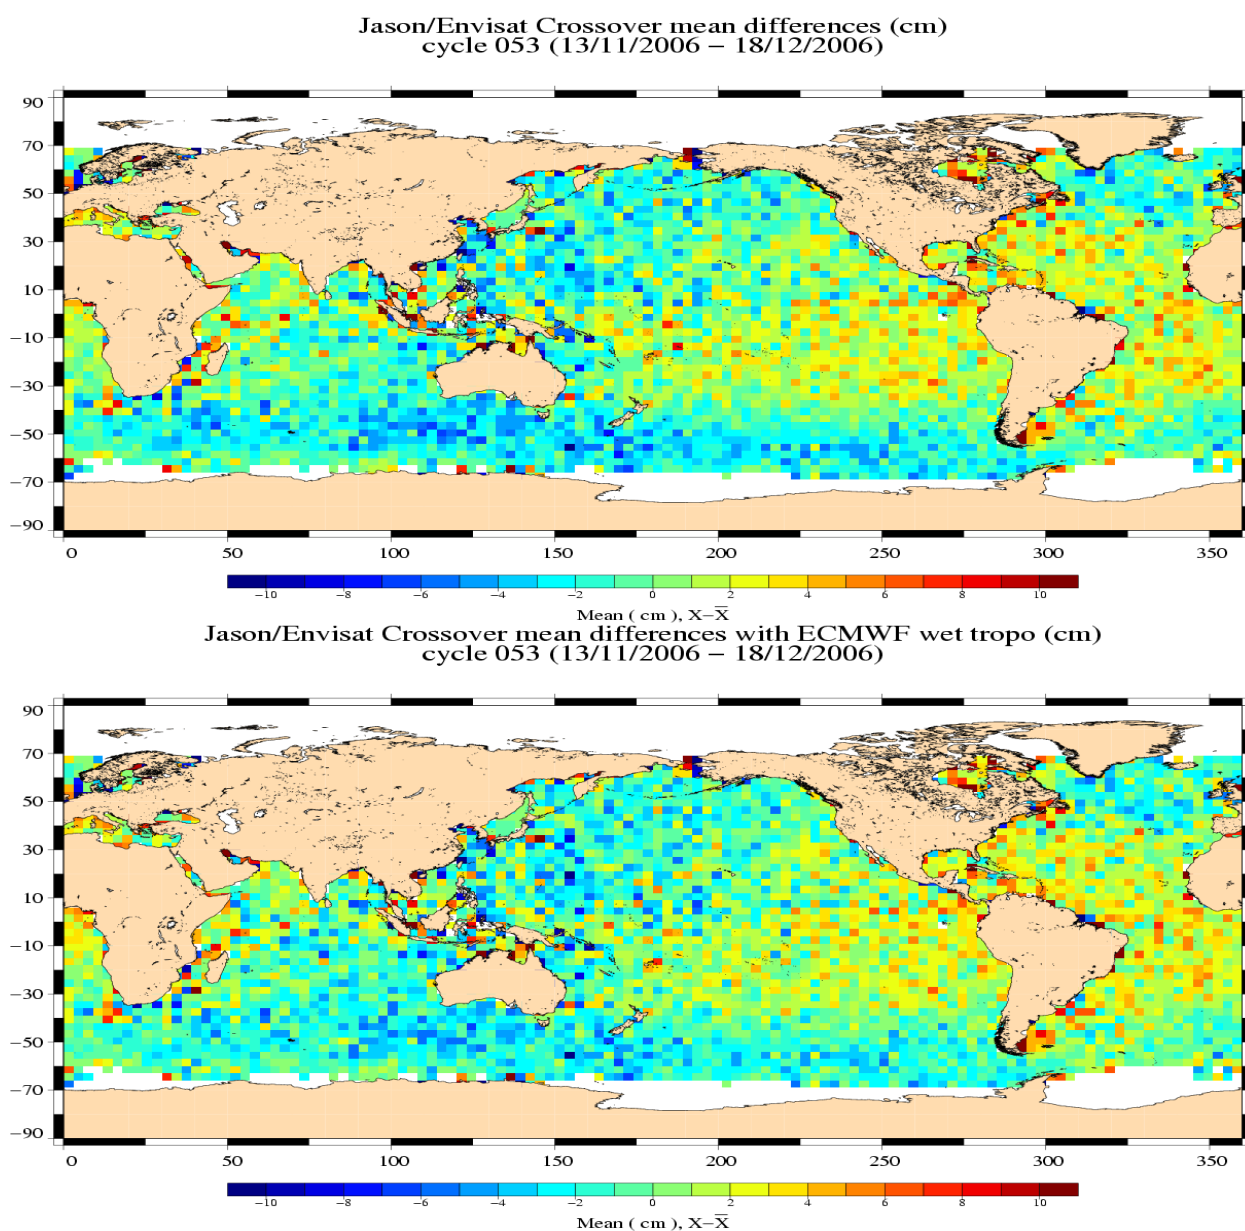 Jason/Envisat Crossover mean differences (cm)
cycle 053 (13/11/2006 − 18/12/2006)
90
70
50
30
10
−10
−30
−50
−70
−90
0 50 100 150 200 250 300 350
−10 −8 −6 −4 −2 0 2 4 6 8 10
Mean ( cm ), X−X̅
Jason/Envisat Crossover mean differences with ECMWF wet tropo (cm)
cycle 053 (13/11/2006 − 18/12/2006)
90
70
50
30
10
−10
−30
−50
−70
−90
0 50 100 150 200 250 300 350
−10 −8 −6 −4 −2 0 2 4 6 8 10
Mean ( cm ), X−X̅